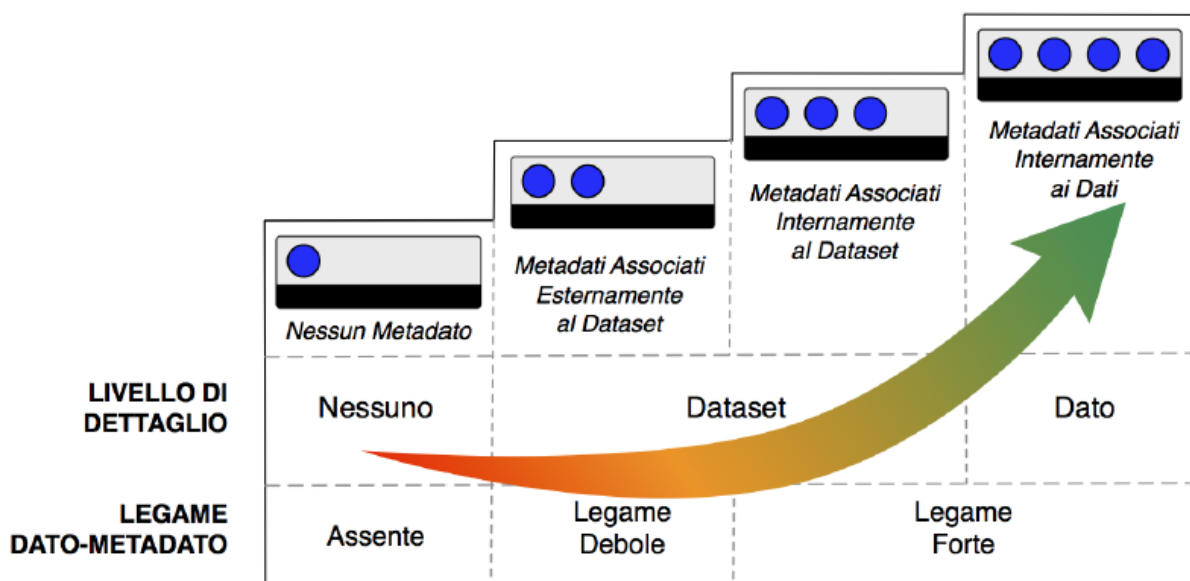 Nessun Metadato
Metadati Associati
Esternamente
al Dataset
Metadati Associati
Internamente
al Dataset
Metadati Associati
Internamente
ai Dati
LIVELLO DI
DETTAGLIO
Nessuno
Dataset
Dato
LEGAME
DATO-METADATO
Assente
Legame
Debole
Legame
Forte